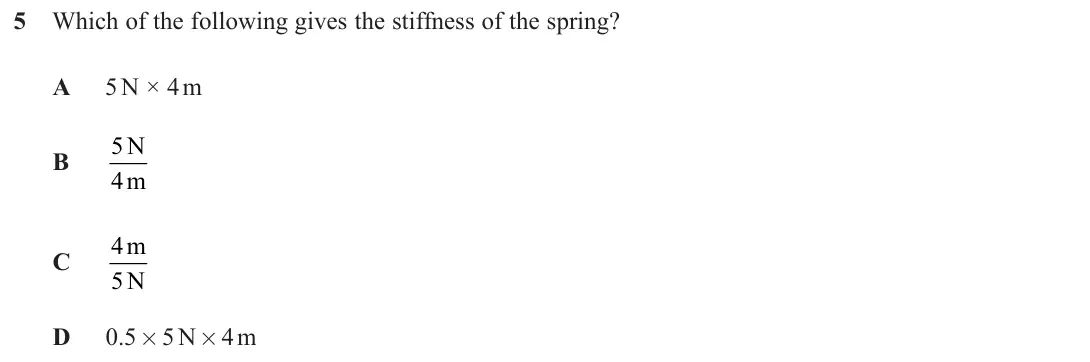 5 Which of the following gives the stiffness of the spring?
A 5 N × 4 m
B 5 N / 4 m
C 4 m / 5 N
D 0.5 × 5 N × 4 m